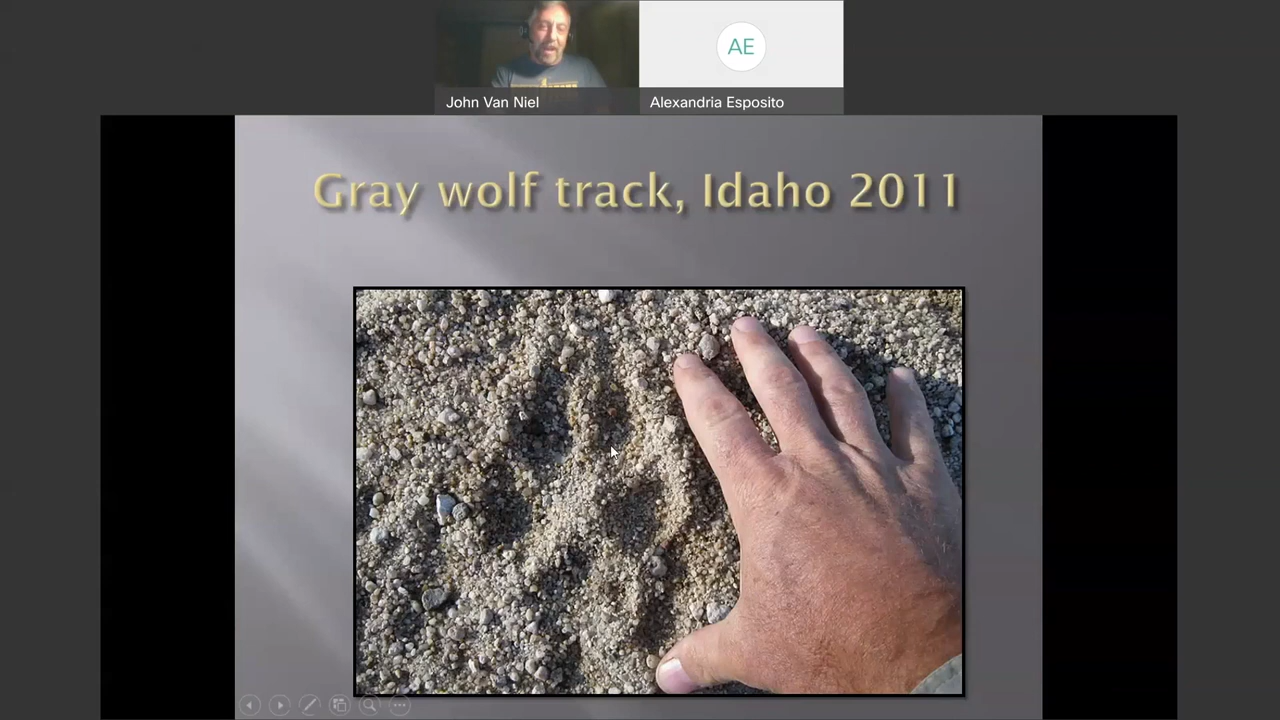 AE
John Van Niel
Alexandria Esposito
Gray wolf track, Idaho 2011